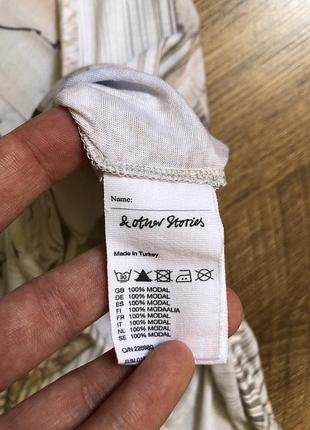 Name:
& other Stories
Made in Turkey
30
GB 100% MODAL
DE 100% MODAL
ES 100% MODAL
FI 100% MODAALIA
FR 100% MODAL
IT 100% MODAL
NL 100% MODAL
SE 100% MODAL